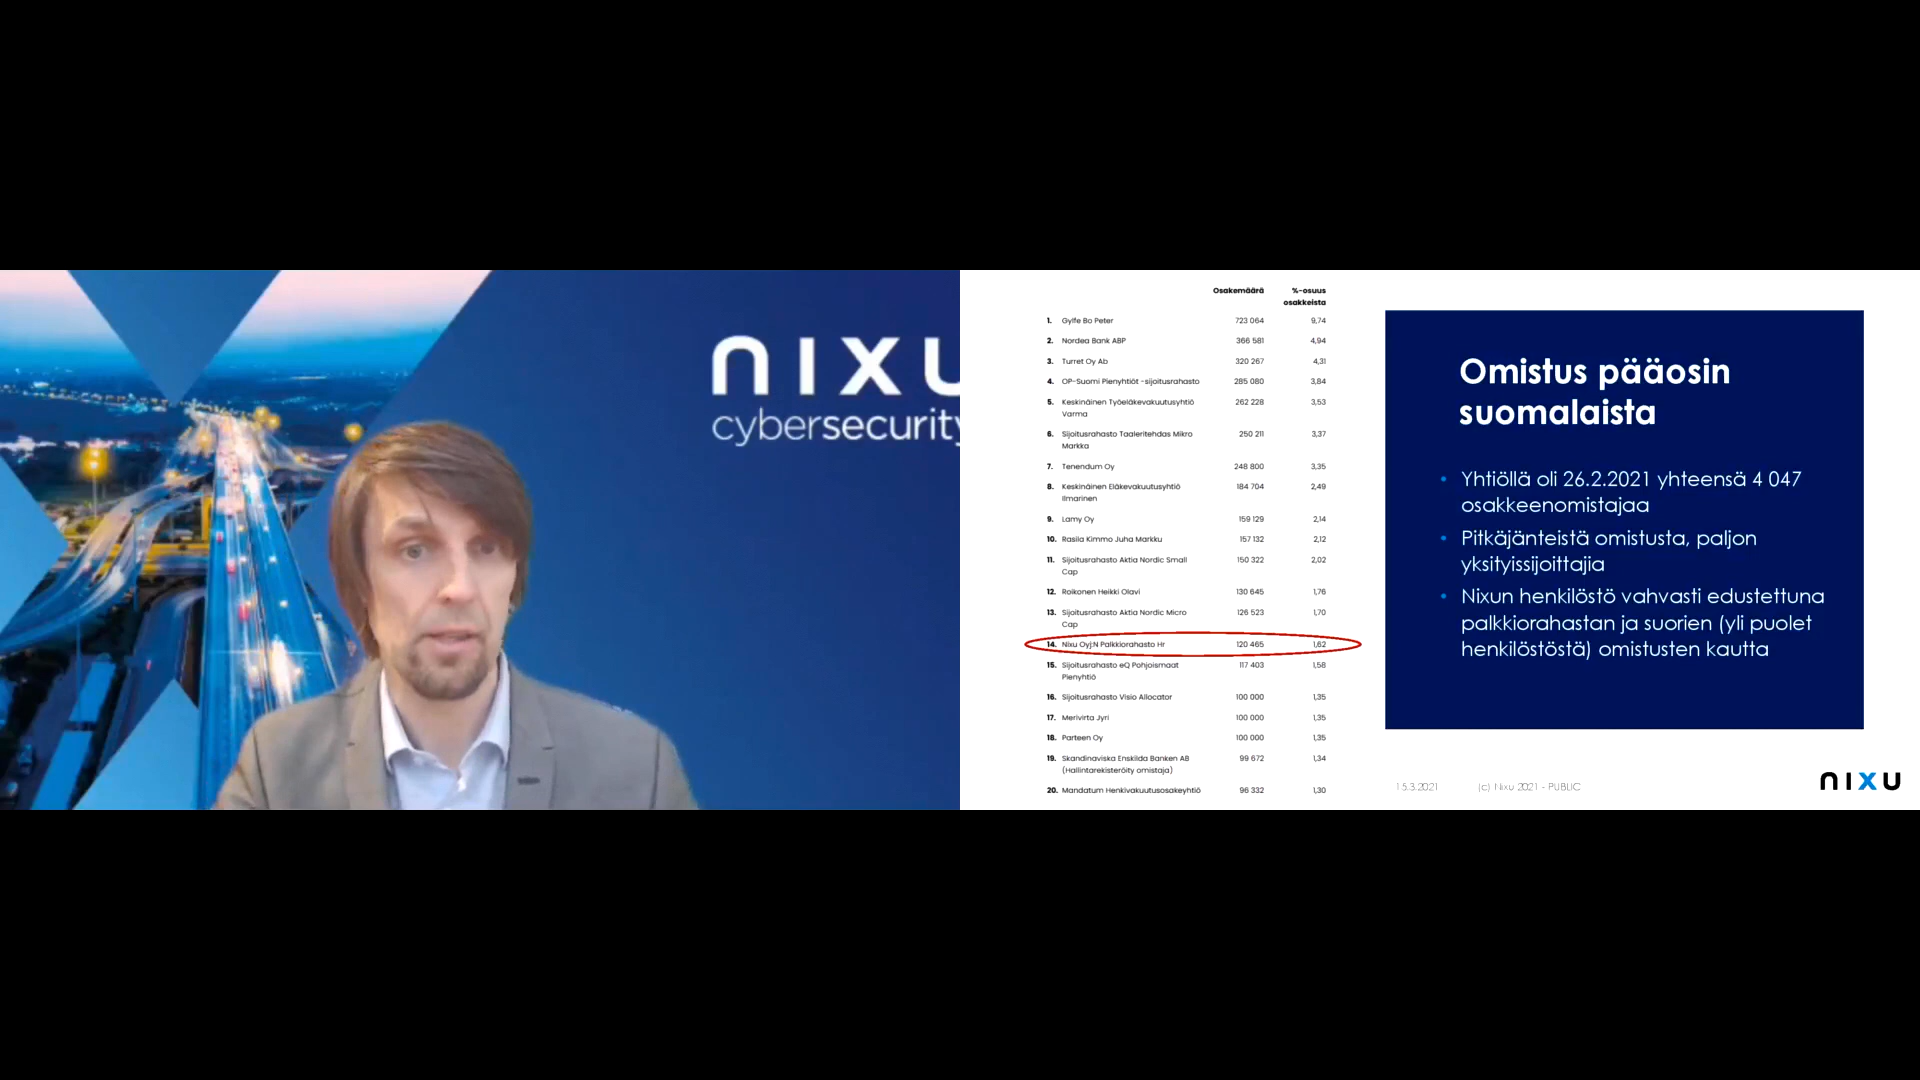 NIXU
cybersecurity
Osakemäärä %-osuus
osakkeista
1. Gylfe Bo Peter 723 064 9,74
2. Nordea Bank ABP 366 581 4,94
3. Turret Oy Ab 320 267 4,31
4. OP-Suomi Pienyhtiöt -sijoitusrahasto 285 080 3,84
5. Keskinäinen Työeläkevakuutusyhtiö 262 228 3,53
Varma
6. Sijoitusrahasto Taaleritehdas Mikro 250 211 3,37
Markka
7. Tenendum Oy 248 800 3,35
8. Keskinäinen Eläkevakuutusyhtiö 184 704 2,49
Ilmarinen
9. Lamy Oy 159 129 2,14
10. Rasila Kimmo Juha Markku 157 132 2,12
11. Sijoitusrahasto Aktia Nordic Small 150 322 2,02
Cap
12. Roikonen Heikki Olavi 130 645 1,76
13. Sijoitusrahasto Aktia Nordic Micro 126 523 1,70
Cap
14. Nixu Oyj:N Palkkiorahasto Hr 120 465 1,62
15. Sijoitusrahasto eQ Pohjoismaat 117 403 1,58
Pienyhtiö
16. Sijoitusrahasto Visio Allocator 100 000 1,35
17. Merivirta Jyri 100 000 1,35
18. Parteen Oy 100 000 1,35
19. Skandinaviska Enskilda Banken AB 99 672 1,34
(Hallintarekisteröity omistaja)
20. Mandatum Henkivakuutusosakeyhtiö 96 332 1,30
Omistus pääosin
suomalaista
• Yhtiöllä oli 26.2.2021 yhteensä 4 047
osakkeenomistajaa
• Pitkäjänteistä omistusta, paljon
yksityissijoittajia
• Nixun henkilöstö vahvasti edustettuna
palkkiorahastan ja suorien (yli puolet
henkilöstöstä) omistusten kautta
15.3.2021 (c) Nixu 2021 - PUBLIC
NIXU